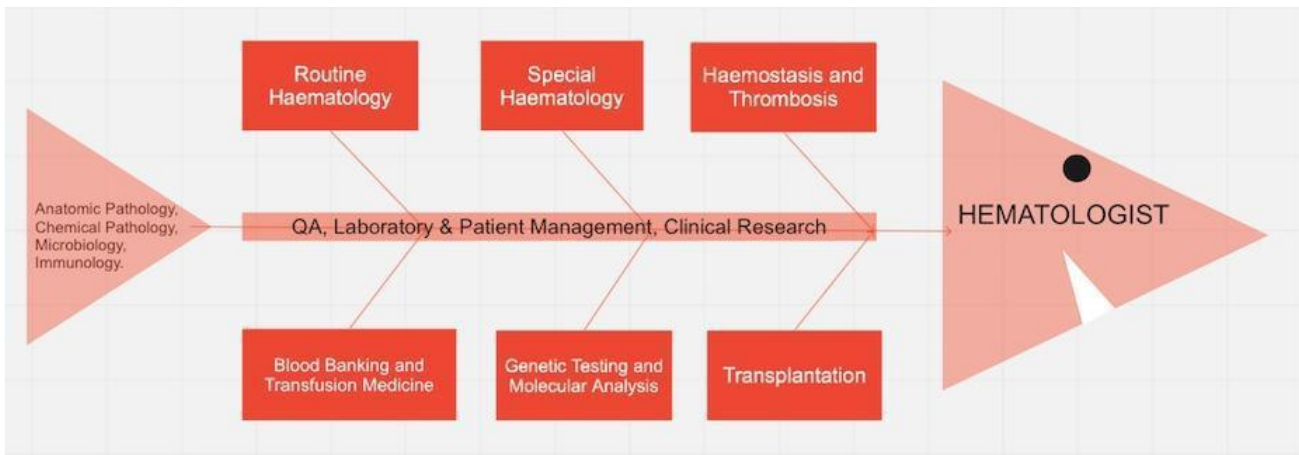 Routine
Haematology
Special
Haematology
Haemostasis and
Thrombosis
Anatomic Pathology,
Chemical Pathology,
Microbiology,
Immunology.
QA, Laboratory & Patient Management, Clinical Research
HEMATOLOGIST
Blood Banking and
Transfusion Medicine
Genetic Testing and
Molecular Analysis
Transplantation